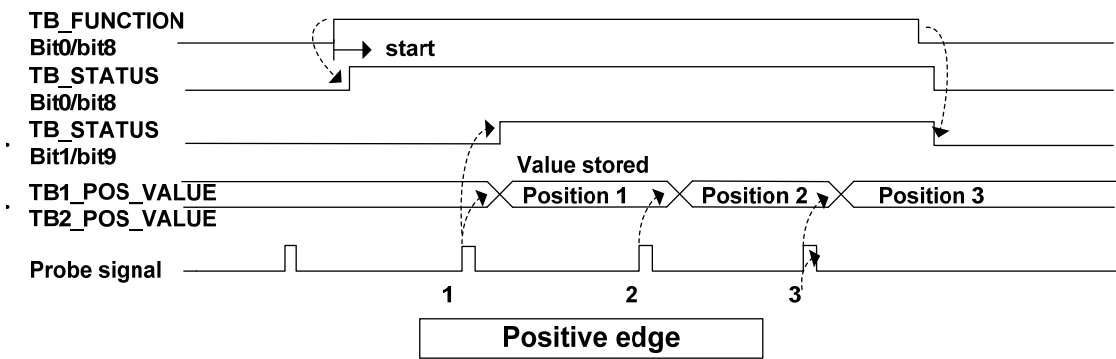 TB_FUNCTION
Bit0/bit8
start
TB_STATUS
Bit0/bit8
TB_STATUS
Bit1/bit9
Value stored
TB1_POS_VALUE
Position 1
Position 2
Position 3
TB2_POS_VALUE
Probe signal
1
2
3
Positive edge